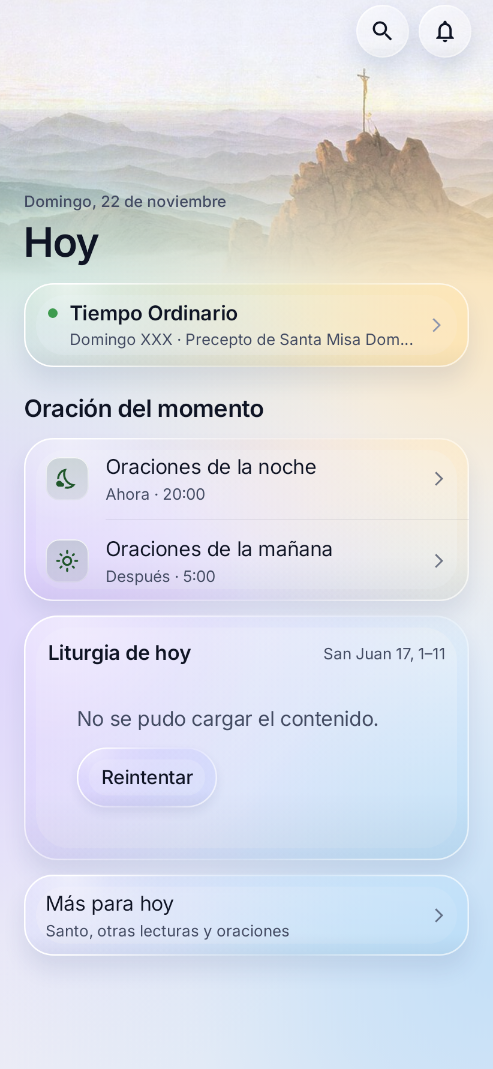 Domingo, 22 de noviembre
Hoy
Tiempo Ordinario
Domingo XXX · Precepto de Santa Misa Dom...
Oración del momento
Oraciones de la noche
Ahora · 20:00
Oraciones de la mañana
Después · 5:00
Liturgia de hoy
San Juan 17, 1–11
No se pudo cargar el contenido.
Reintentar
Más para hoy
Santo, otras lecturas y oraciones